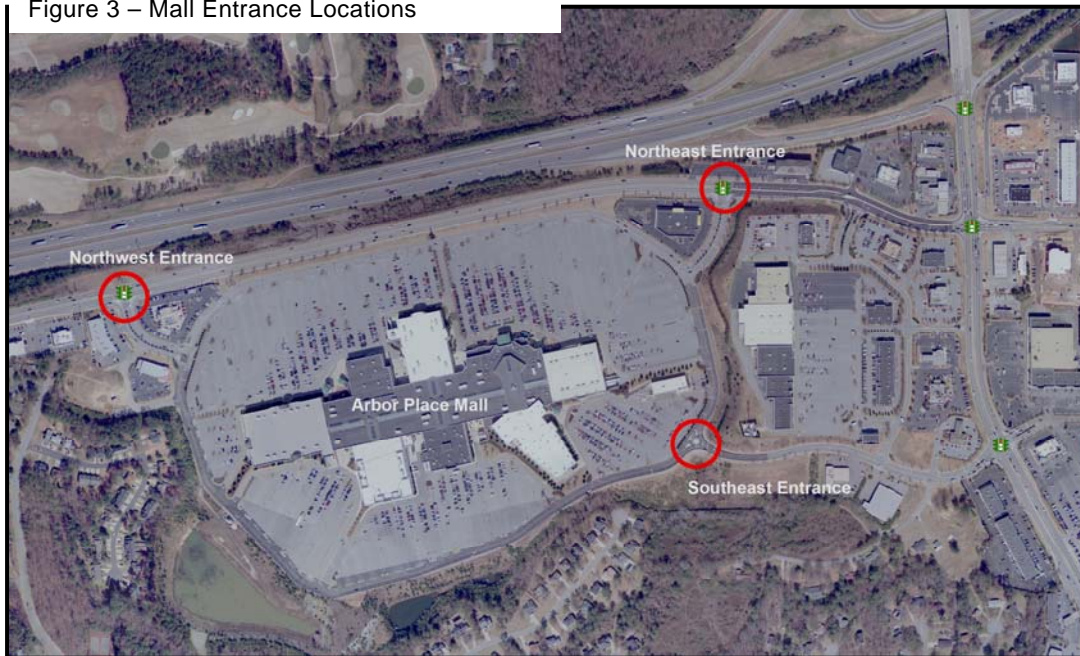 Figure 3 – Mall Entrance Locations
Northeast Entrance
Northwest Entrance
Arbor Place Mall
Southeast Entrance